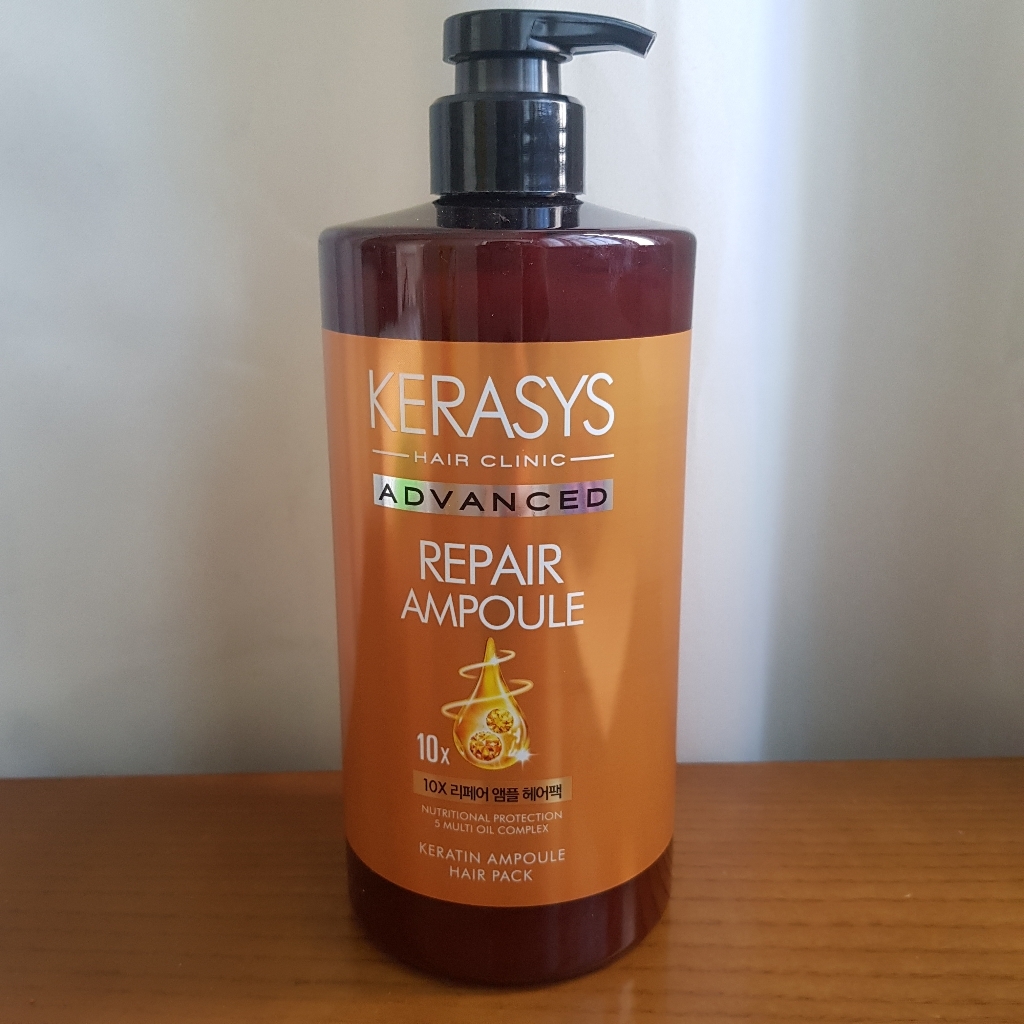 KERASYS
HAIR CLINIC
ADVANCED
REPAIR
AMPOULE
10X
10X 리페어 앰플 헤어팩
NUTRITIONAL PROTECTION
5 MULTI OIL COMPLEX
KERATIN AMPOULE
HAIR PACK